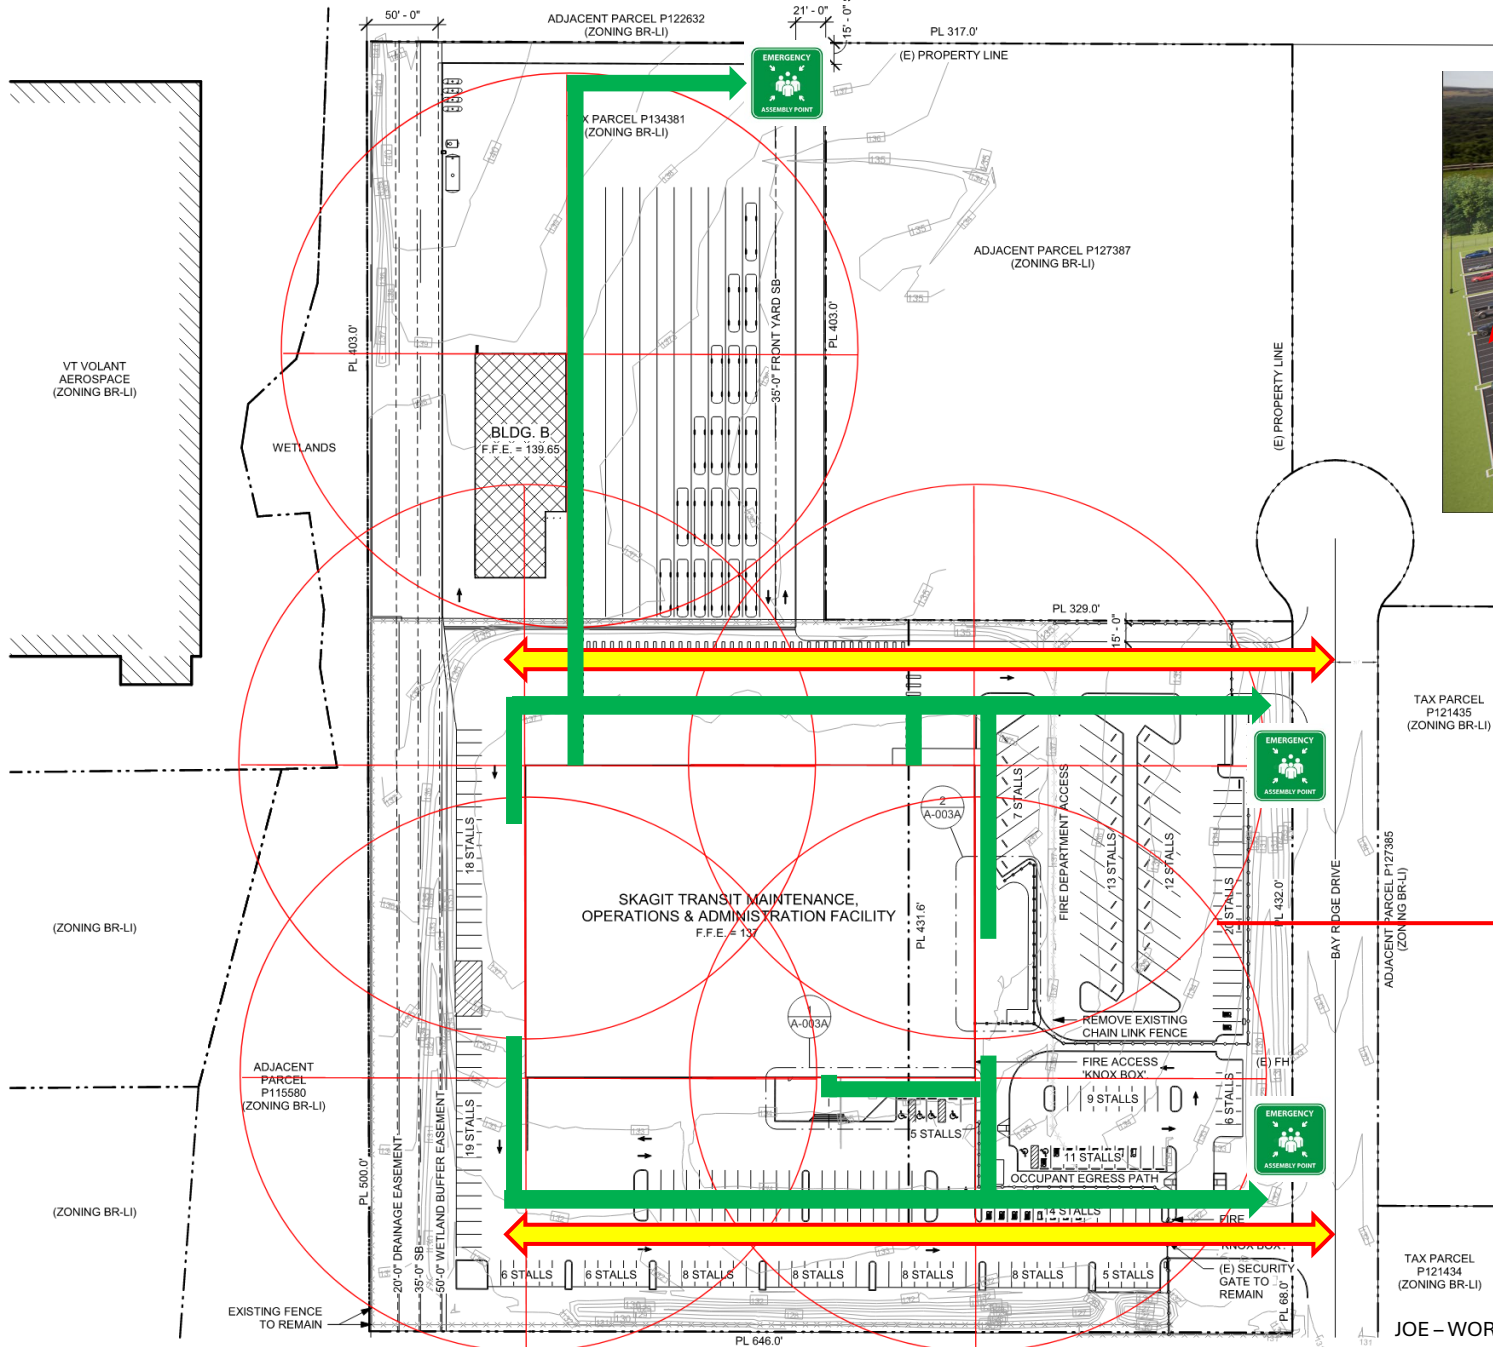 50' - 0"
ADJACENT PARCEL P122632
(ZONING BR-LI)
21' - 0"
15' - 0"
PL 317.0'
(E) PROPERTY LINE
EMERGENCY
ASSEMBLY POINT
X PARCEL P134381
(ZONING BR-LI)
ADJACENT PARCEL P127387
(ZONING BR-LI)
VT VOLANT
AEROSPACE
(ZONING BR-LI)
PL 403.0'
35'-0" FRONT YARD SB
PL 403.0'
(E) PROPERTY LINE
WETLANDS
BLDG. B
F.F.E. = 139.65
PL 329.0'
15' - 0"
TAX PARCEL
P121435
(ZONING BR-LI)
EMERGENCY
ASSEMBLY POINT
18 STALLS
2
A-003A
7 STALLS
FIRE DEPARTMENT ACCESS
13 STALLS
12 STALLS
20 STALLS
PL 432.0'
BAY RIDGE DRIVE
ADJACENT PARCEL P127385
(ZONING BR-LI)
SKAGIT TRANSIT MAINTENANCE,
OPERATIONS & ADMINISTRATION FACILITY
F.F.E. = 137
PL 431.6'
(ZONING BR-LI)
1
A-003A
REMOVE EXISTING
CHAIN LINK FENCE
FIRE ACCESS
'KNOX BOX'
(E) FH
ADJACENT
PARCEL
P115580
(ZONING BR-LI)
9 STALLS
6 STALLS
5 STALLS
19 STALLS
EMERGENCY
ASSEMBLY POINT
11 STALLS
OCCUPANT EGRESS PATH
14 STALLS
PL 500.0'
20'-0" DRAINAGE EASEMENT
35'-0" SB
50'-0" WETLAND BUFFER EASEMENT
(ZONING BR-LI)
FIRE
KNOX BOX
(E) SECURITY
GATE TO
REMAIN
6 STALLS
6 STALLS
8 STALLS
8 STALLS
8 STALLS
8 STALLS
5 STALLS
PL 68.0'
TAX PARCEL
P121434
(ZONING BR-LI)
EXISTING FENCE
TO REMAIN
PL 646.0'
JOE – WOR